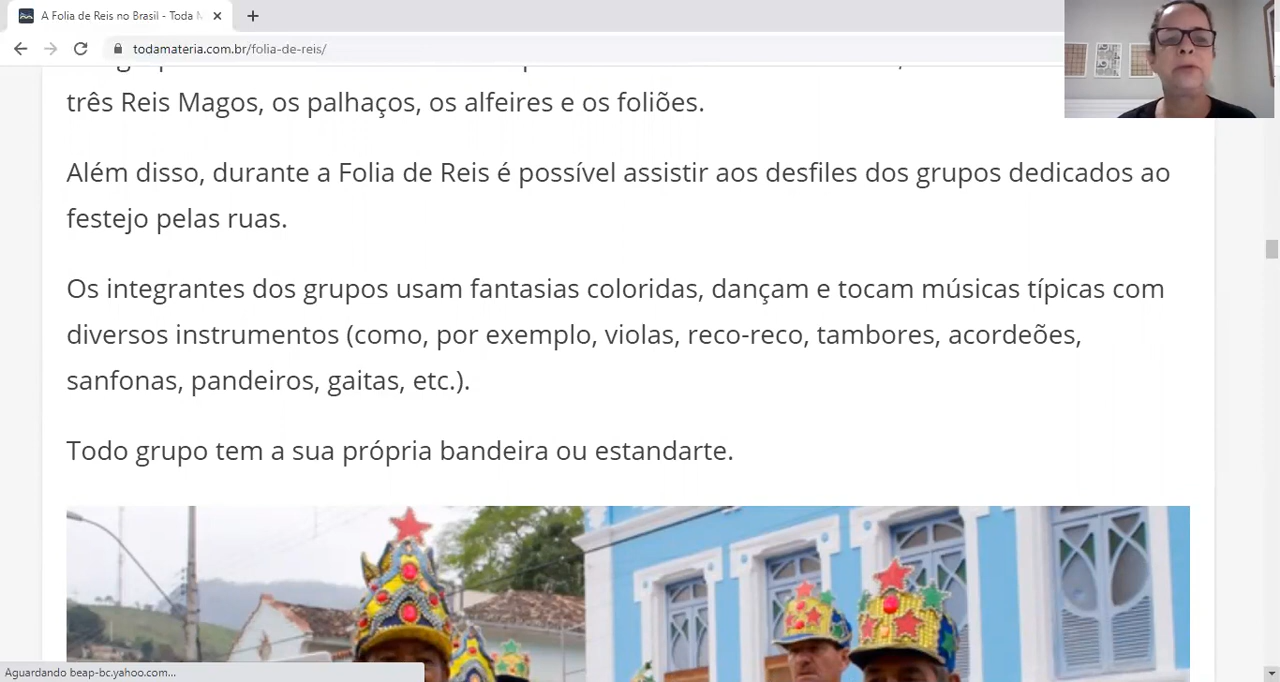 A Folia de Reis no Brasil - Toda
todamateria.com.br/folia-de-reis/
três Reis Magos, os palhaços, os alfeires e os foliões.
Além disso, durante a Folia de Reis é possível assistir aos desfiles dos grupos dedicados ao
festejo pelas ruas.
Os integrantes dos grupos usam fantasias coloridas, dançam e tocam músicas típicas com
diversos instrumentos (como, por exemplo, violas, reco-reco, tambores, acordeões,
sanfonas, pandeiros, gaitas, etc.).
Todo grupo tem a sua própria bandeira ou estandarte.
Aguardando beap-bc.yahoo.com...